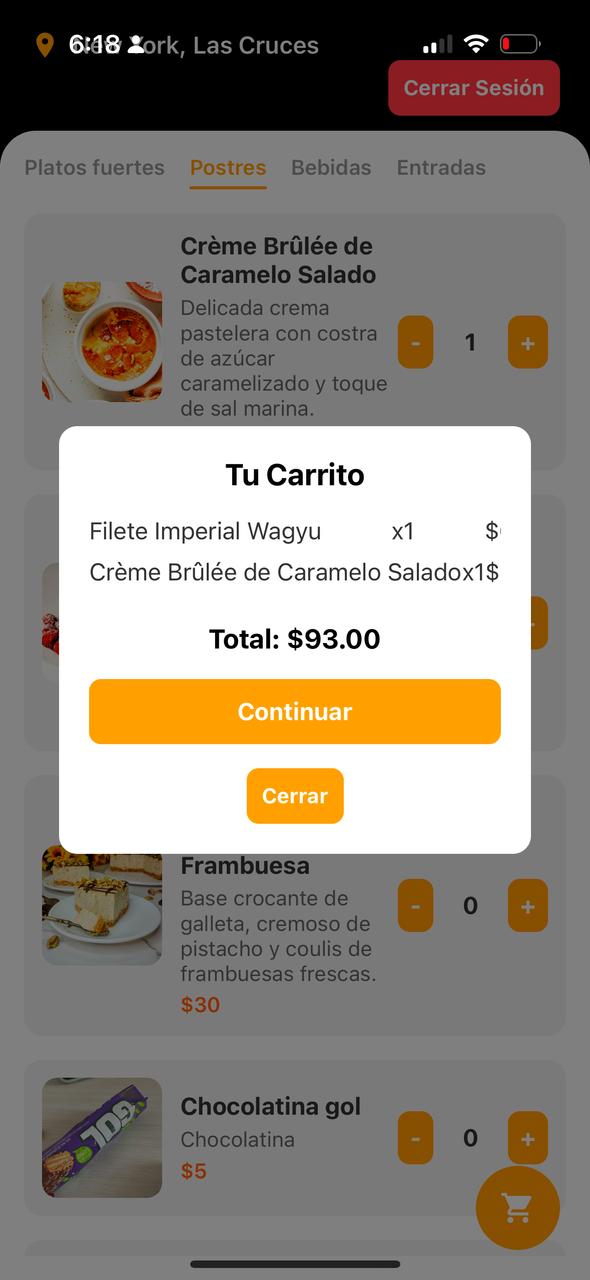 6:18
New York, Las Cruces
Cerrar Sesión
Platos fuertes Postres Bebidas Entradas
Crème Brûlée de
Caramelo Salado
Delicada crema
pastelera con costra
de azúcar
caramelizado y toque
de sal marina.
- 1 +
Tu Carrito
Filete Imperial Wagyu x1 $
Crème Brûlée de Caramelo Saladox1$
Total: $93.00
Continuar
Cerrar
Frambuesa
Base crocante de
galleta, cremoso de
pistacho y coulis de
frambuesas frescas.
$30
- 0 +
GOL
Chocolatina gol
Chocolatina
$5
- 0 +